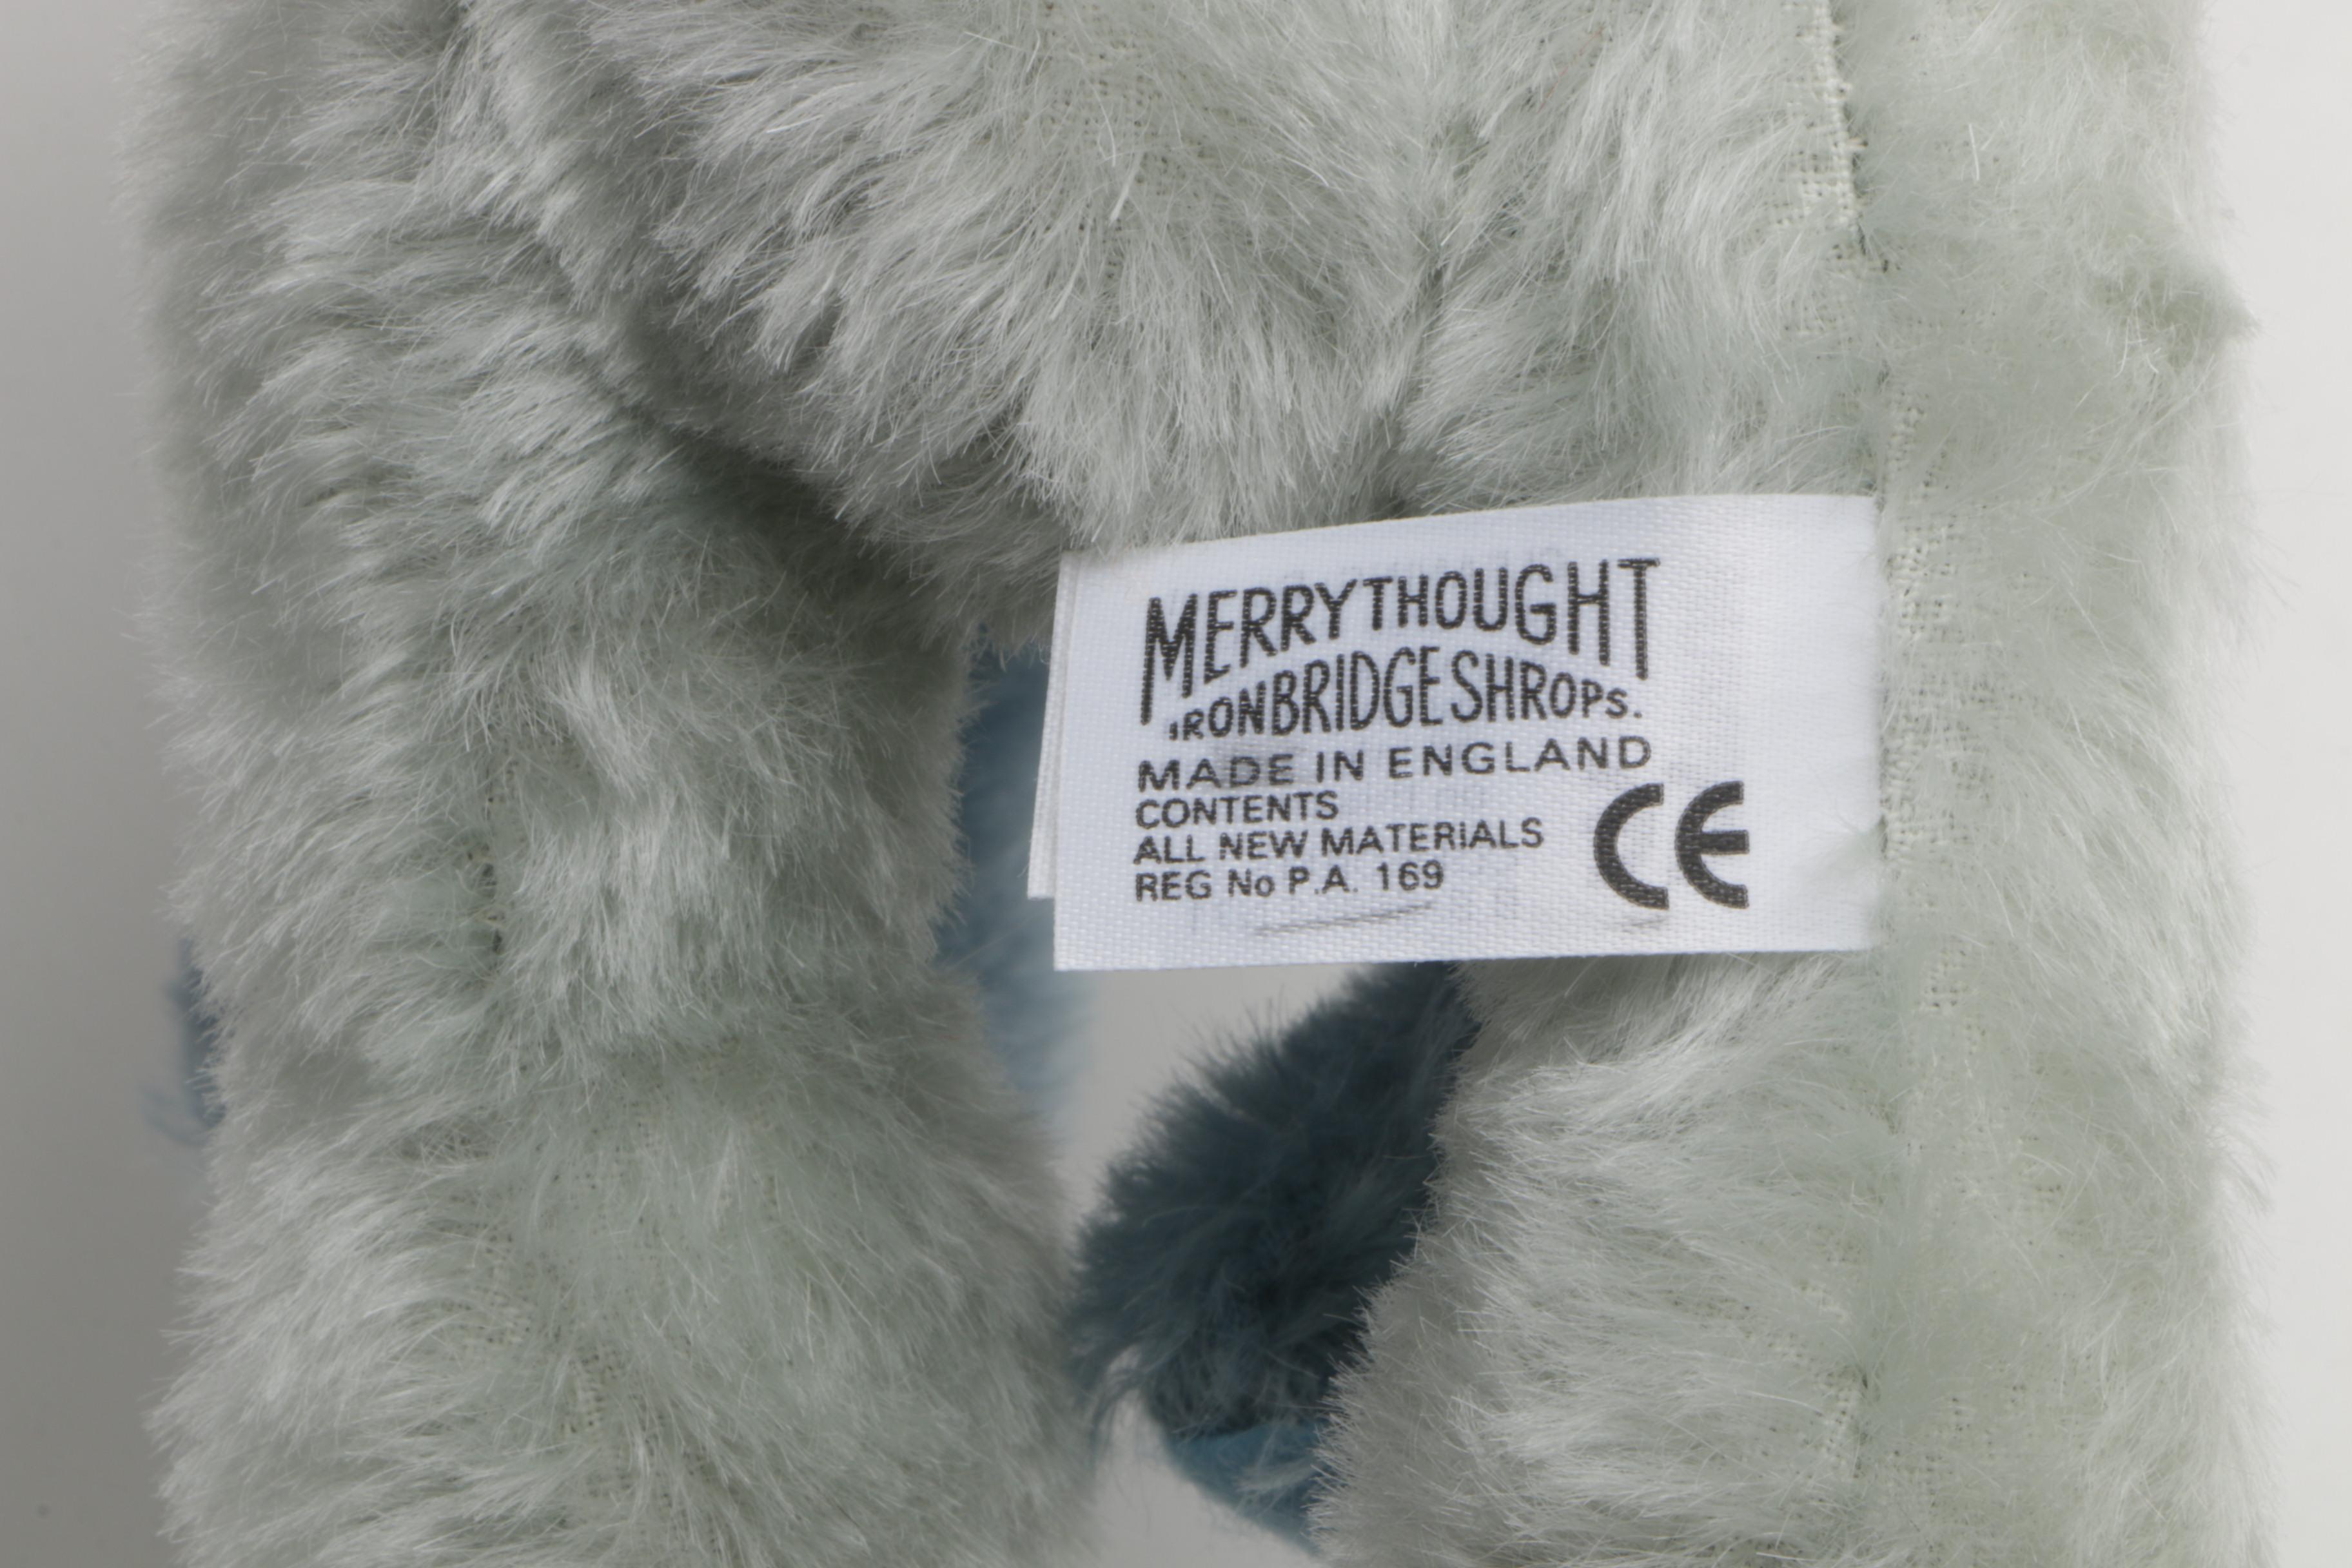 MERRYTHOUGHT
IRONBRIDGE SHROPS.
MADE IN ENGLAND
CONTENTS
ALL NEW MATERIALS
REG No P.A. 169
CE